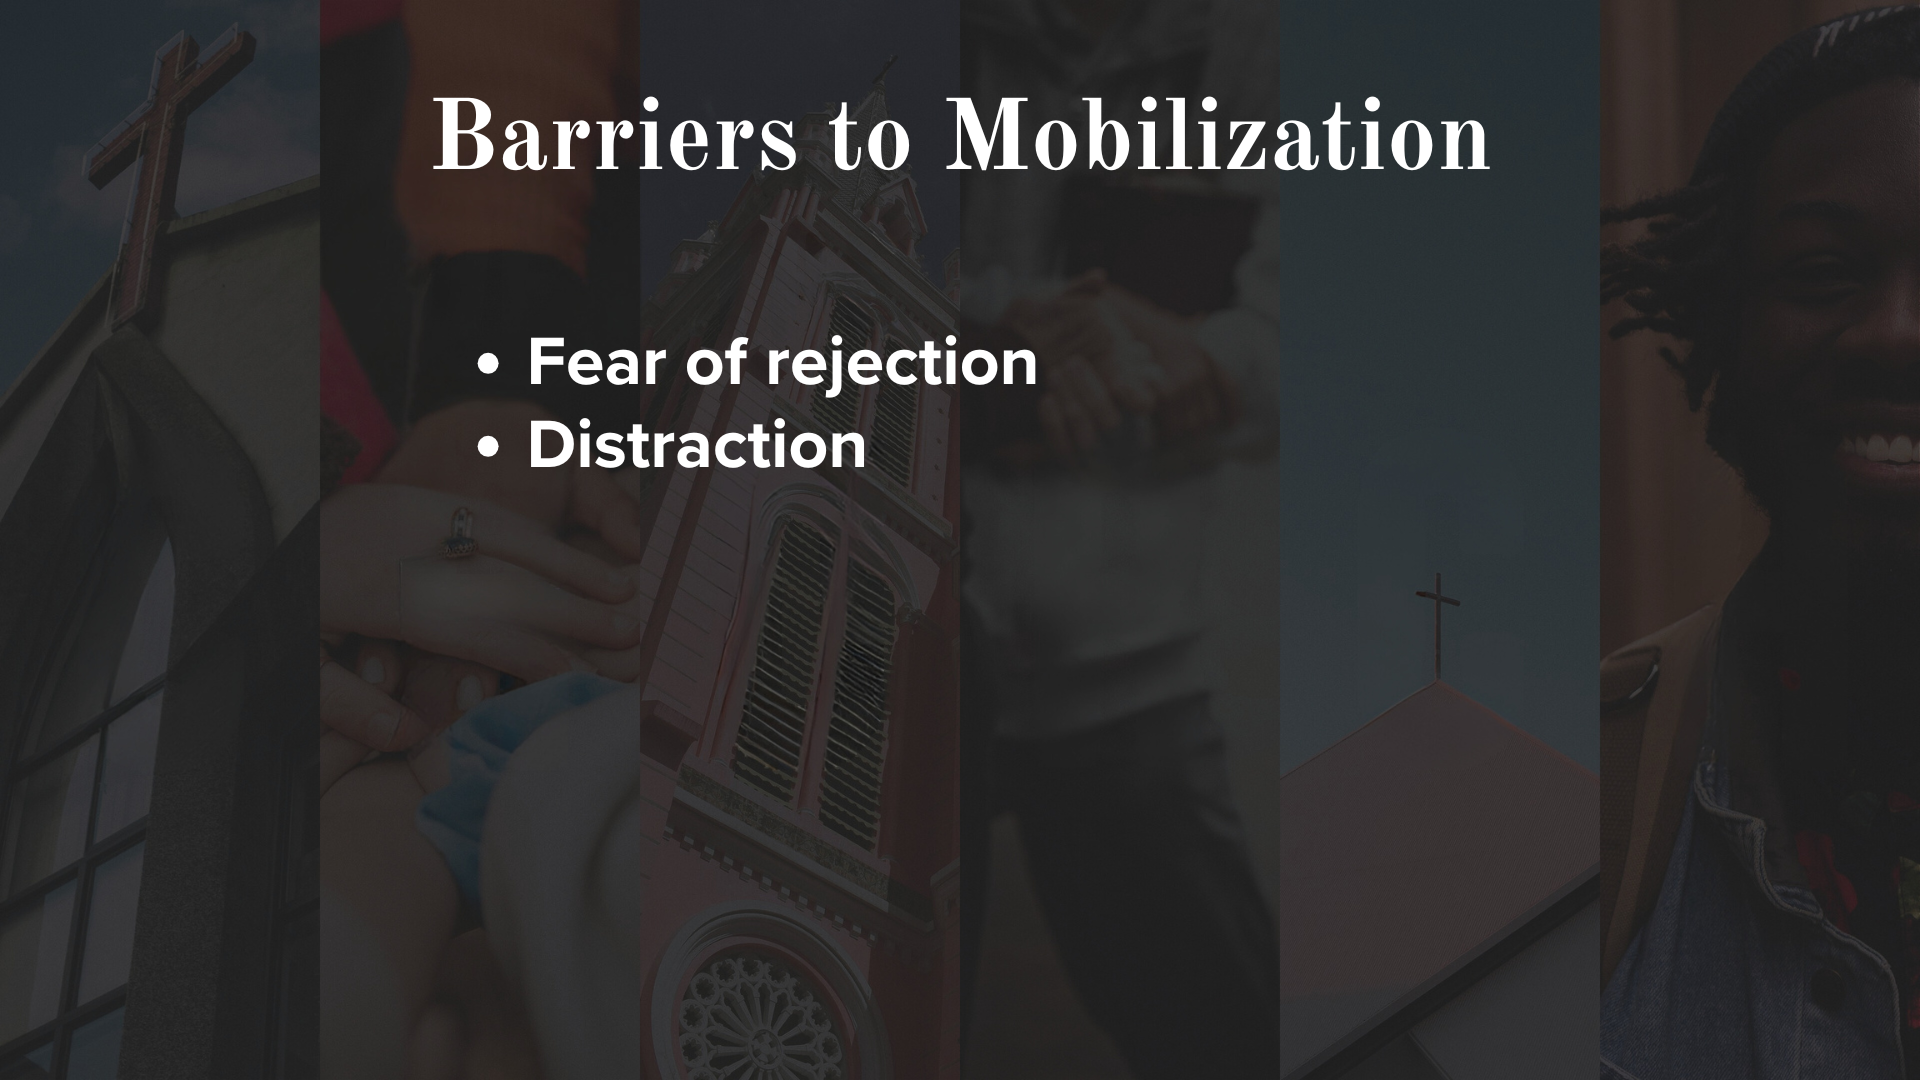 Barriers to Mobilization
• Fear of rejection
• Distraction